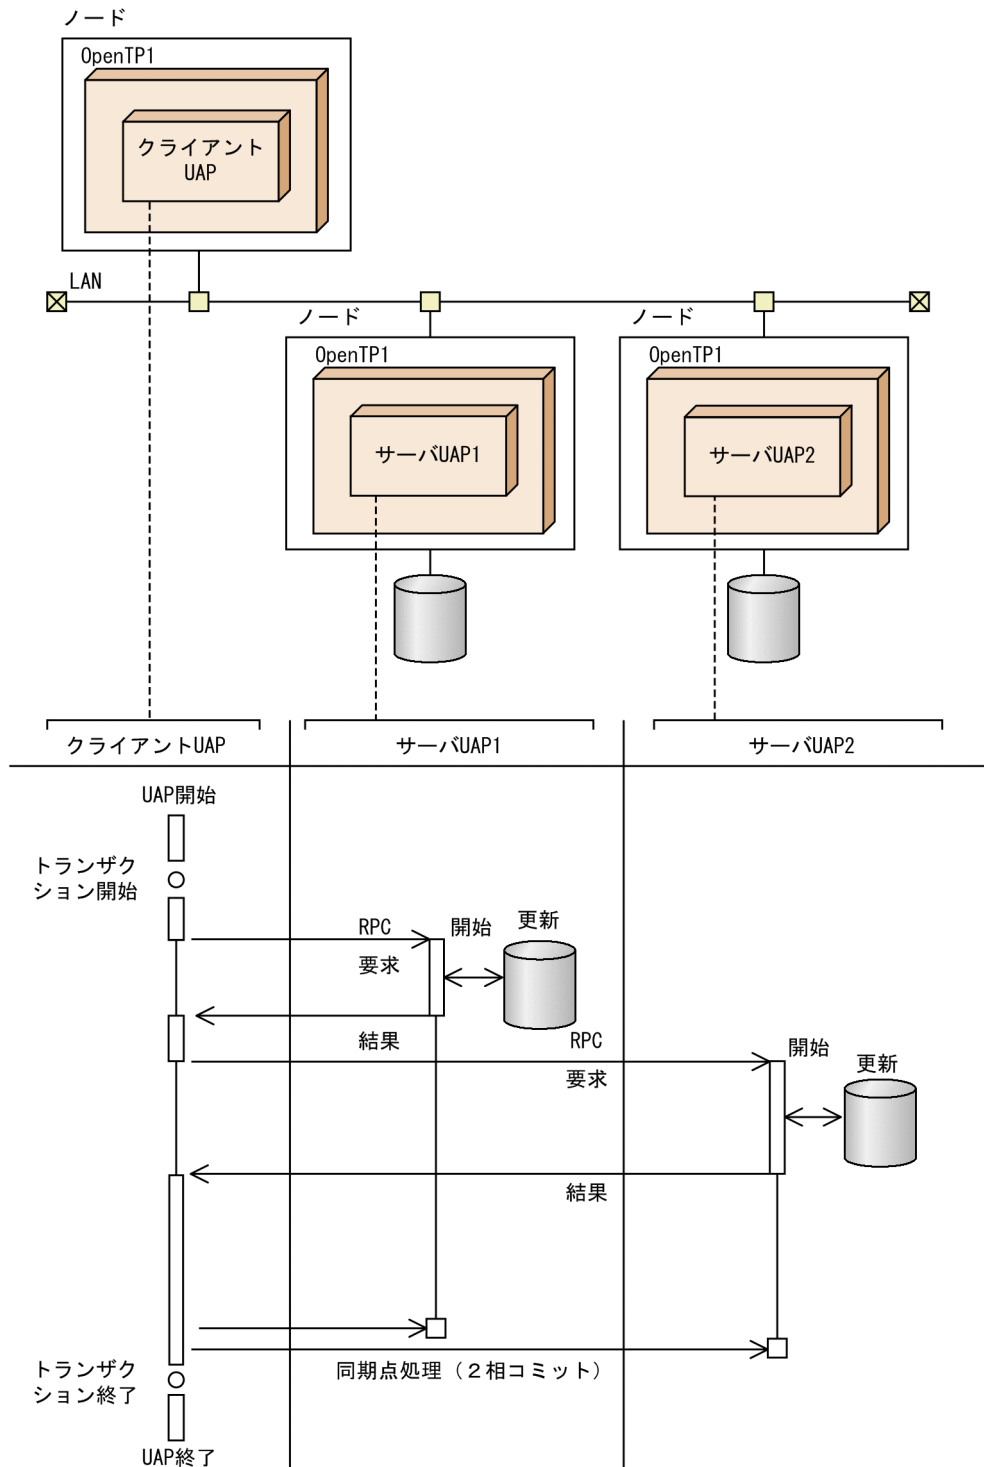 ノード
OpenTP1
クライアント
UAP
LAN
ノード
ノード
OpenTP1
OpenTP1
サーバUAP1
サーバUAP2
クライアントUAP
サーバUAP1
サーバUAP2
UAP開始
トランザク
ション開始
RPC
開始
更新
要求
結果
RPC
開始
更新
要求
結果
同期点処理（２相コミット）
トランザク
ション終了
UAP終了